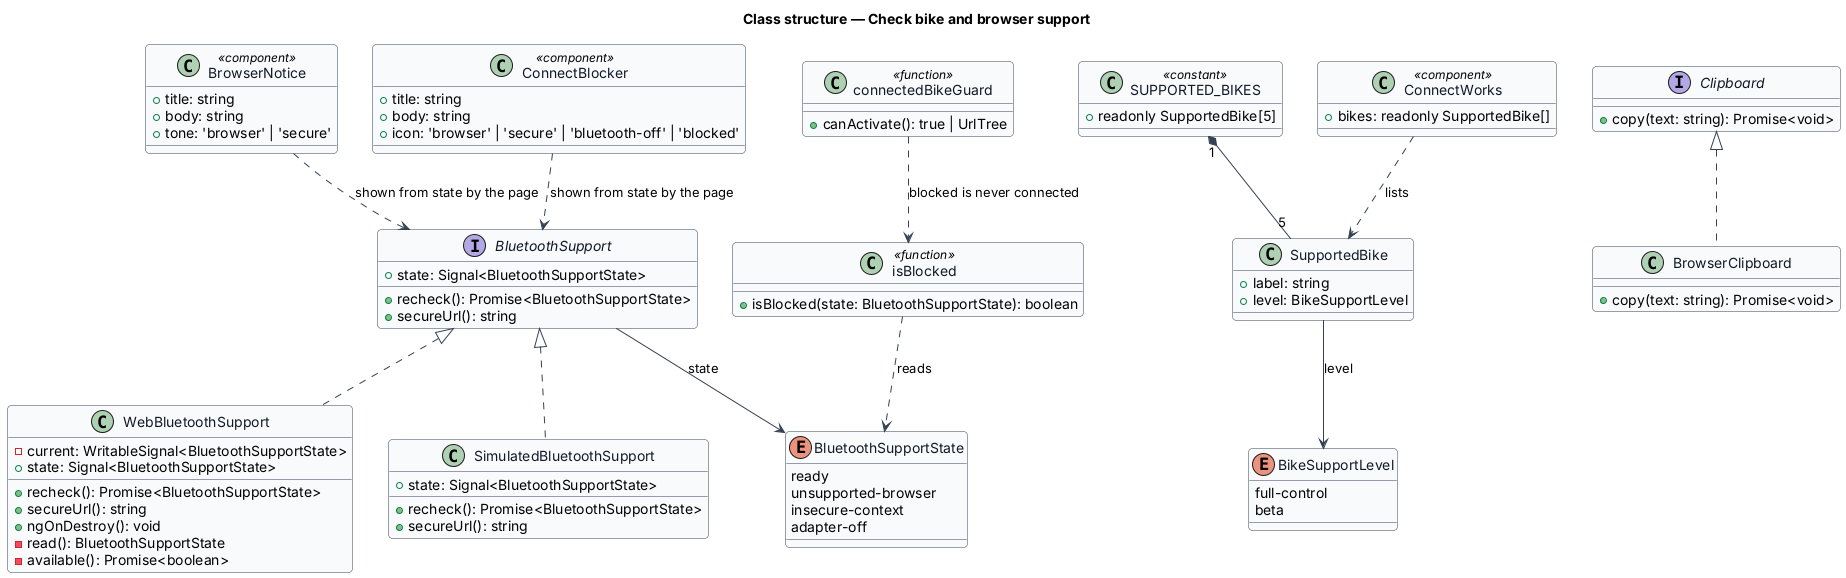 Class structure — Check bike and browser support
«component»
BrowserNotice
title: string
body: string
tone: 'browser' | 'secure'
«component»
ConnectBlocker
title: string
body: string
icon: 'browser' | 'secure' | 'bluetooth-off' | 'blocked'
«function»
connectedBikeGuard
canActivate(): true | UrlTree
«constant»
SUPPORTED_BIKES
readonly SupportedBike[5]
«component»
ConnectWorks
bikes: readonly SupportedBike[]
Clipboard
copy(text: string): Promise<void>
shown from state by the page
shown from state by the page
blocked is never connected
1
5
lists
BluetoothSupport
state: Signal<BluetoothSupportState>
recheck(): Promise<BluetoothSupportState>
secureUrl(): string
«function»
isBlocked
isBlocked(state: BluetoothSupportState): boolean
SupportedBike
label: string
level: BikeSupportLevel
BrowserClipboard
copy(text: string): Promise<void>
state
reads
level
WebBluetoothSupport
current: WritableSignal<BluetoothSupportState>
state: Signal<BluetoothSupportState>
recheck(): Promise<BluetoothSupportState>
secureUrl(): string
ngOnDestroy(): void
read(): BluetoothSupportState
available(): Promise<boolean>
SimulatedBluetoothSupport
state: Signal<BluetoothSupportState>
recheck(): Promise<BluetoothSupportState>
secureUrl(): string
BluetoothSupportState
ready
unsupported-browser
insecure-context
adapter-off
BikeSupportLevel
full-control
beta